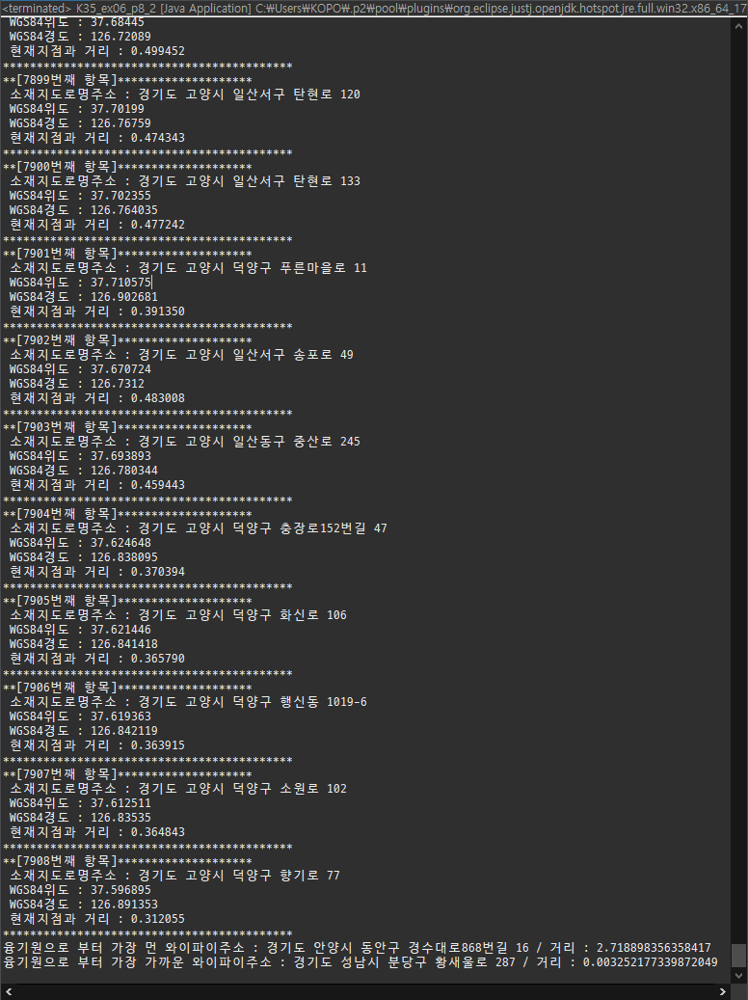 <terminated> K35_ex06_p8_2 [Java Application] C:₩Users₩KOPO₩.p2₩pool₩plugins₩org.eclipse.justj.openjdk.hotspot.jre.full.win32.x86_64_17
WGS84위도 : 37.68445
WGS84경도 : 126.72089
현재지점과 거리 : 0.499452
*******************************************
**[7899번째 항목]********************
소재지도로명주소 : 경기도 고양시 일산서구 탄현로 120
WGS84위도 : 37.70199
WGS84경도 : 126.76759
현재지점과 거리 : 0.474343
*******************************************
**[7900번째 항목]********************
소재지도로명주소 : 경기도 고양시 일산서구 탄현로 133
WGS84위도 : 37.702355
WGS84경도 : 126.764035
현재지점과 거리 : 0.477242
*******************************************
**[7901번째 항목]********************
소재지도로명주소 : 경기도 고양시 덕양구 푸른마을로 11
WGS84위도 : 37.710575
WGS84경도 : 126.902681
현재지점과 거리 : 0.391350
*******************************************
**[7902번째 항목]********************
소재지도로명주소 : 경기도 고양시 일산서구 송포로 49
WGS84위도 : 37.670724
WGS84경도 : 126.7312
현재지점과 거리 : 0.483008
*******************************************
**[7903번째 항목]********************
소재지도로명주소 : 경기도 고양시 일산동구 중산로 245
WGS84위도 : 37.693893
WGS84경도 : 126.780344
현재지점과 거리 : 0.459443
*******************************************
**[7904번째 항목]********************
소재지도로명주소 : 경기도 고양시 덕양구 충장로152번길 47
WGS84위도 : 37.624648
WGS84경도 : 126.838095
현재지점과 거리 : 0.370394
*******************************************
**[7905번째 항목]********************
소재지도로명주소 : 경기도 고양시 덕양구 화신로 106
WGS84위도 : 37.621446
WGS84경도 : 126.841418
현재지점과 거리 : 0.365790
*******************************************
**[7906번째 항목]********************
소재지도로명주소 : 경기도 고양시 덕양구 행신동 1019-6
WGS84위도 : 37.619363
WGS84경도 : 126.842119
현재지점과 거리 : 0.363915
*******************************************
**[7907번째 항목]********************
소재지도로명주소 : 경기도 고양시 덕양구 소원로 102
WGS84위도 : 37.612511
WGS84경도 : 126.83535
현재지점과 거리 : 0.364843
*******************************************
**[7908번째 항목]********************
소재지도로명주소 : 경기도 고양시 덕양구 향기로 77
WGS84위도 : 37.596895
WGS84경도 : 126.891353
현재지점과 거리 : 0.312055
*******************************************
융기원으로 부터 가장 먼 와이파이주소 : 경기도 안양시 동안구 경수대로868번길 16 / 거리 : 2.718898356358417
융기원으로 부터 가장 가까운 와이파이주소 : 경기도 성남시 분당구 황새울로 287 / 거리 : 0.003252177339872049